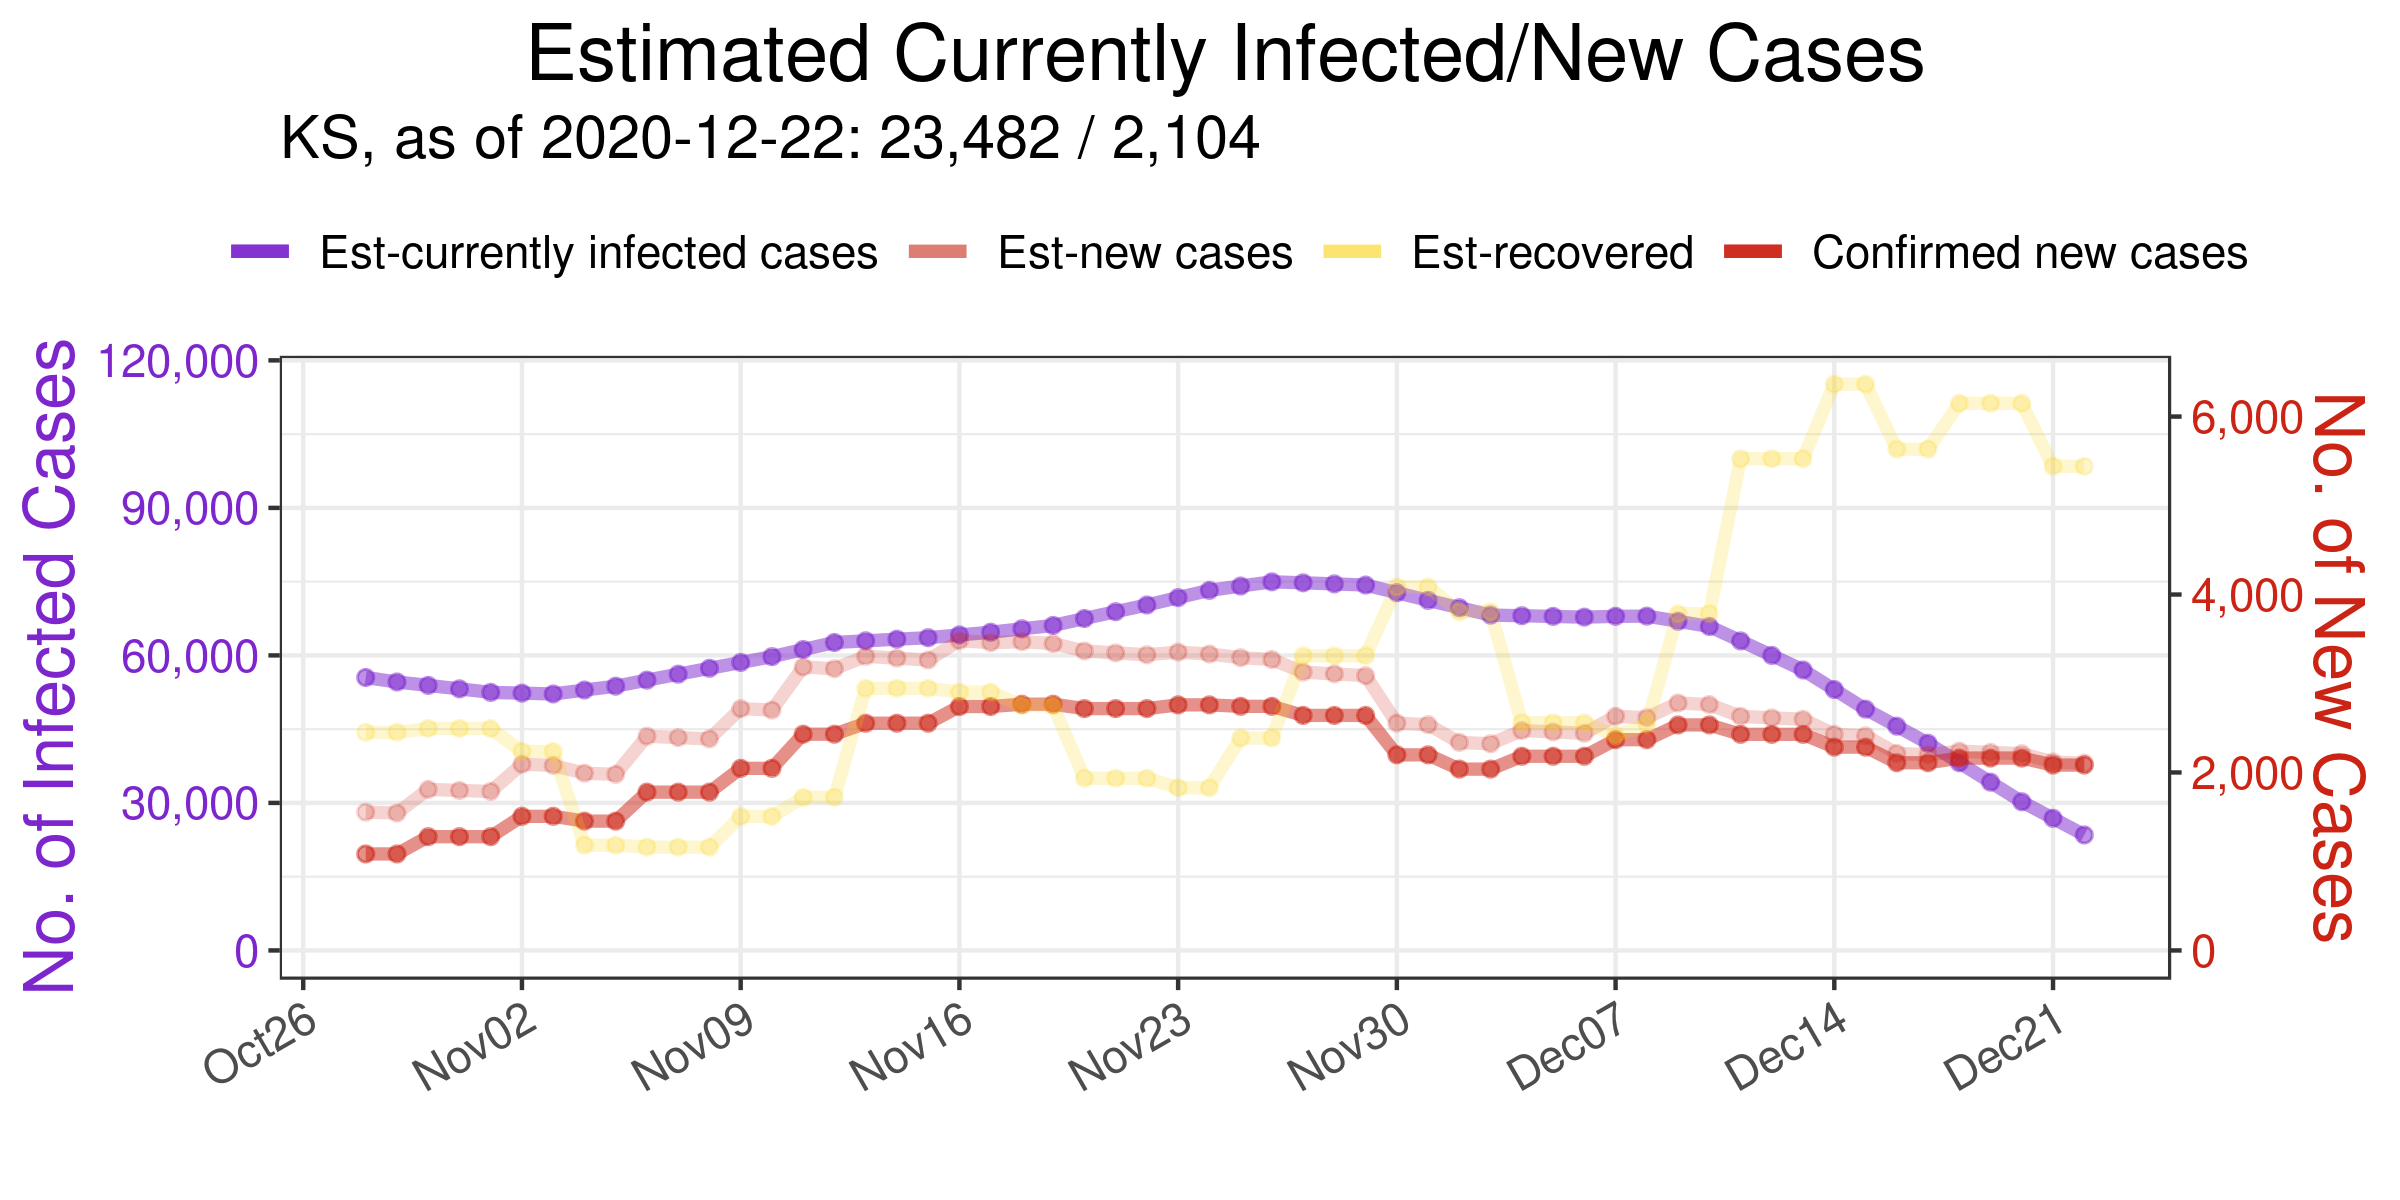 Estimated Currently Infected/New Cases
KS, as of 2020-12-22: 23,482 / 2,104
Est-currently infected cases Est-new cases Est-recovered Confirmed new cases
No. of Infected Cases
120,000
90,000
60,000
30,000
0
6,000
4,000
2,000
0
No. of New Cases
Oct26 Nov02 Nov09 Nov16 Nov23 Nov30 Dec07 Dec14 Dec21